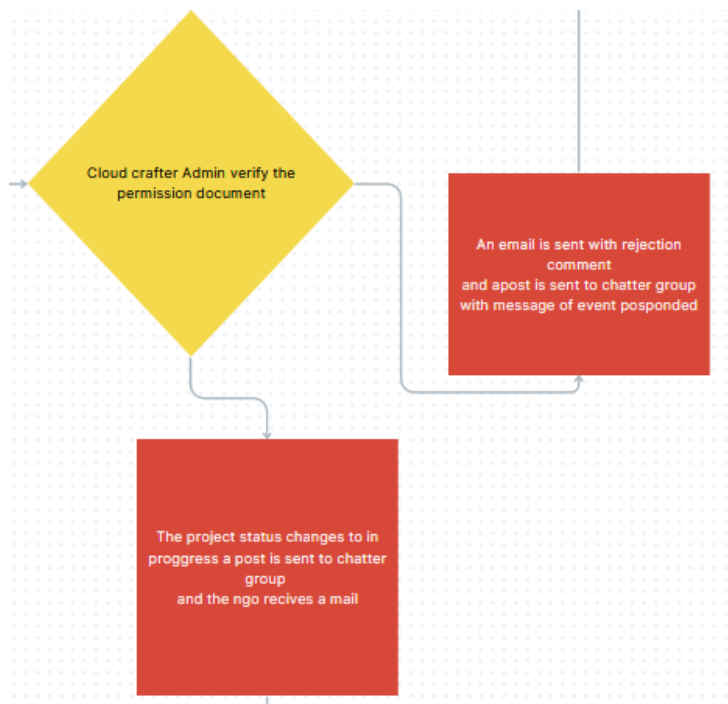 Cloud crafter Admin verify the
permission document
An email is sent with rejection
comment
and apost is sent to chatter group
with message of event posponded
The project status changes to in
proggress a post is sent to chatter
group
and the ngo recives a mail